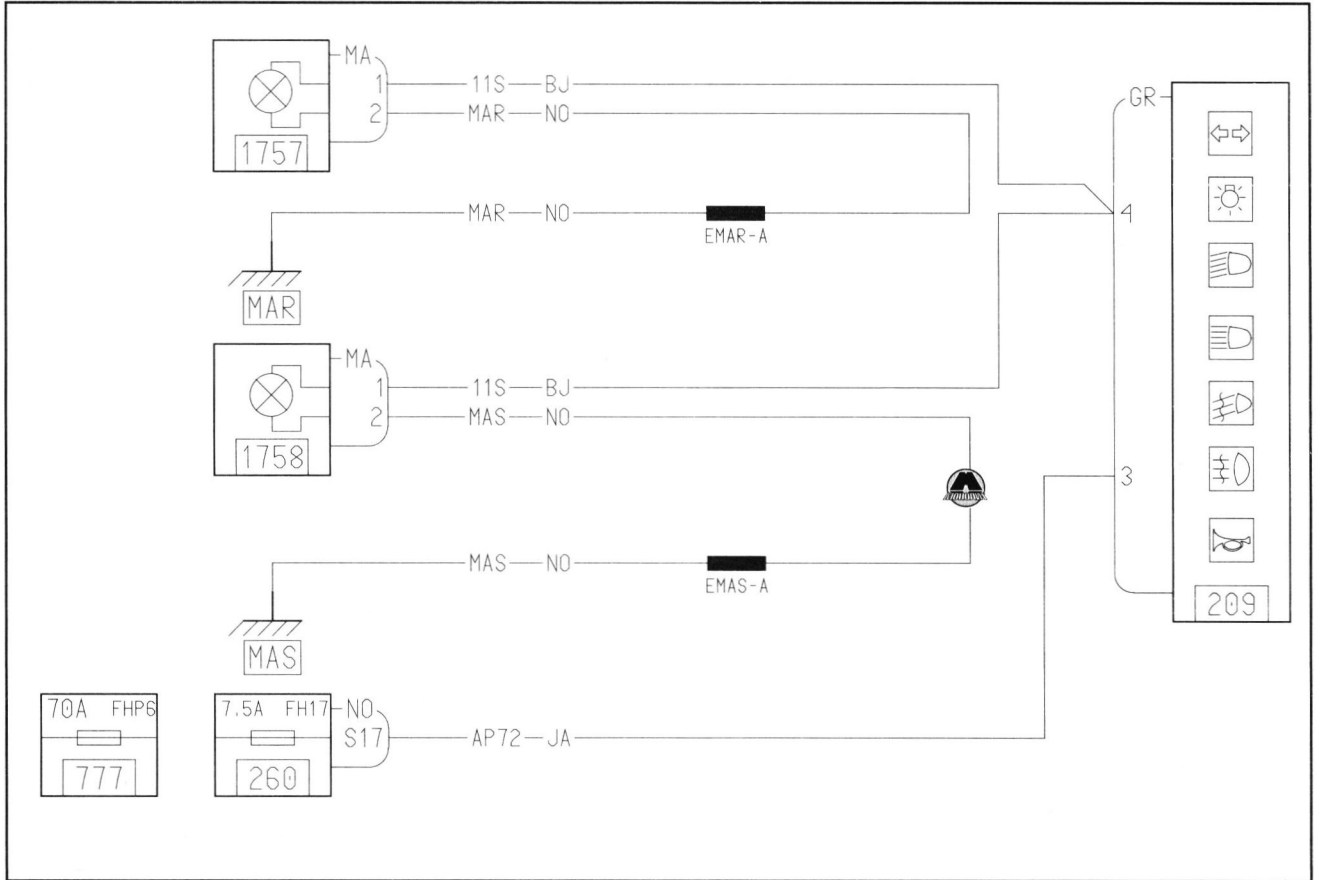 MA
1 11S BJ
2 MAR NO
1757
GR
MAR NO
EMAR-A
4
MAR
MA
1 11S BJ
2 MAS NO
1758
3
MAS NO
EMAS-A
209
MAS
70A FHP6
777
7.5A FH17 NO
S17 AP72 JA
260